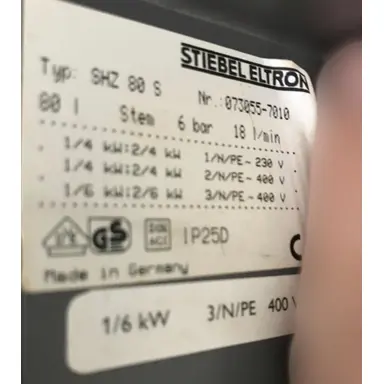 STIEBEL ELTRON
Typ: SHZ 80 S Nr.: 073055-7010
80 l Stem 6 bar 18 l/min
. 1/4 kW:2/4 kW 1/N/PE~ 230 V .
. 1/4 kW:2/4 kW 2/N/PE~ 400 V .
. 1/6 kW:2/6 kW 3/N/PE~ 400 V .
GS IP25D
Made in Germany
1/6 kW 3/N/PE 400 V